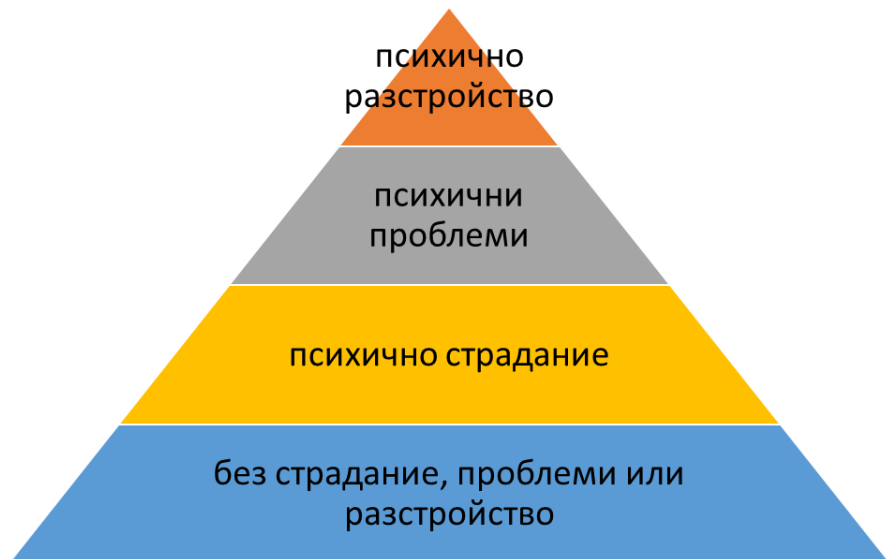 психично
разстройство
психични
проблеми
психично страдание
без страдание, проблеми или
разстройство